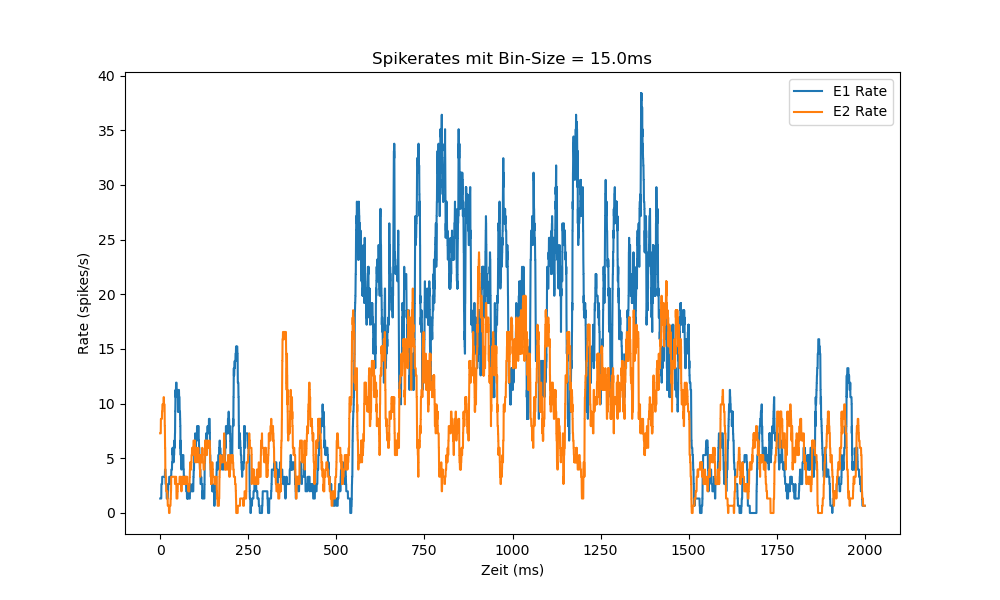 Spikerates mit Bin-Size = 15.0ms
E1 Rate
E2 Rate
Rate (spikes/s)
40
35
30
25
20
15
10
5
0
0 250 500 750 1000 1250 1500 1750 2000
Zeit (ms)